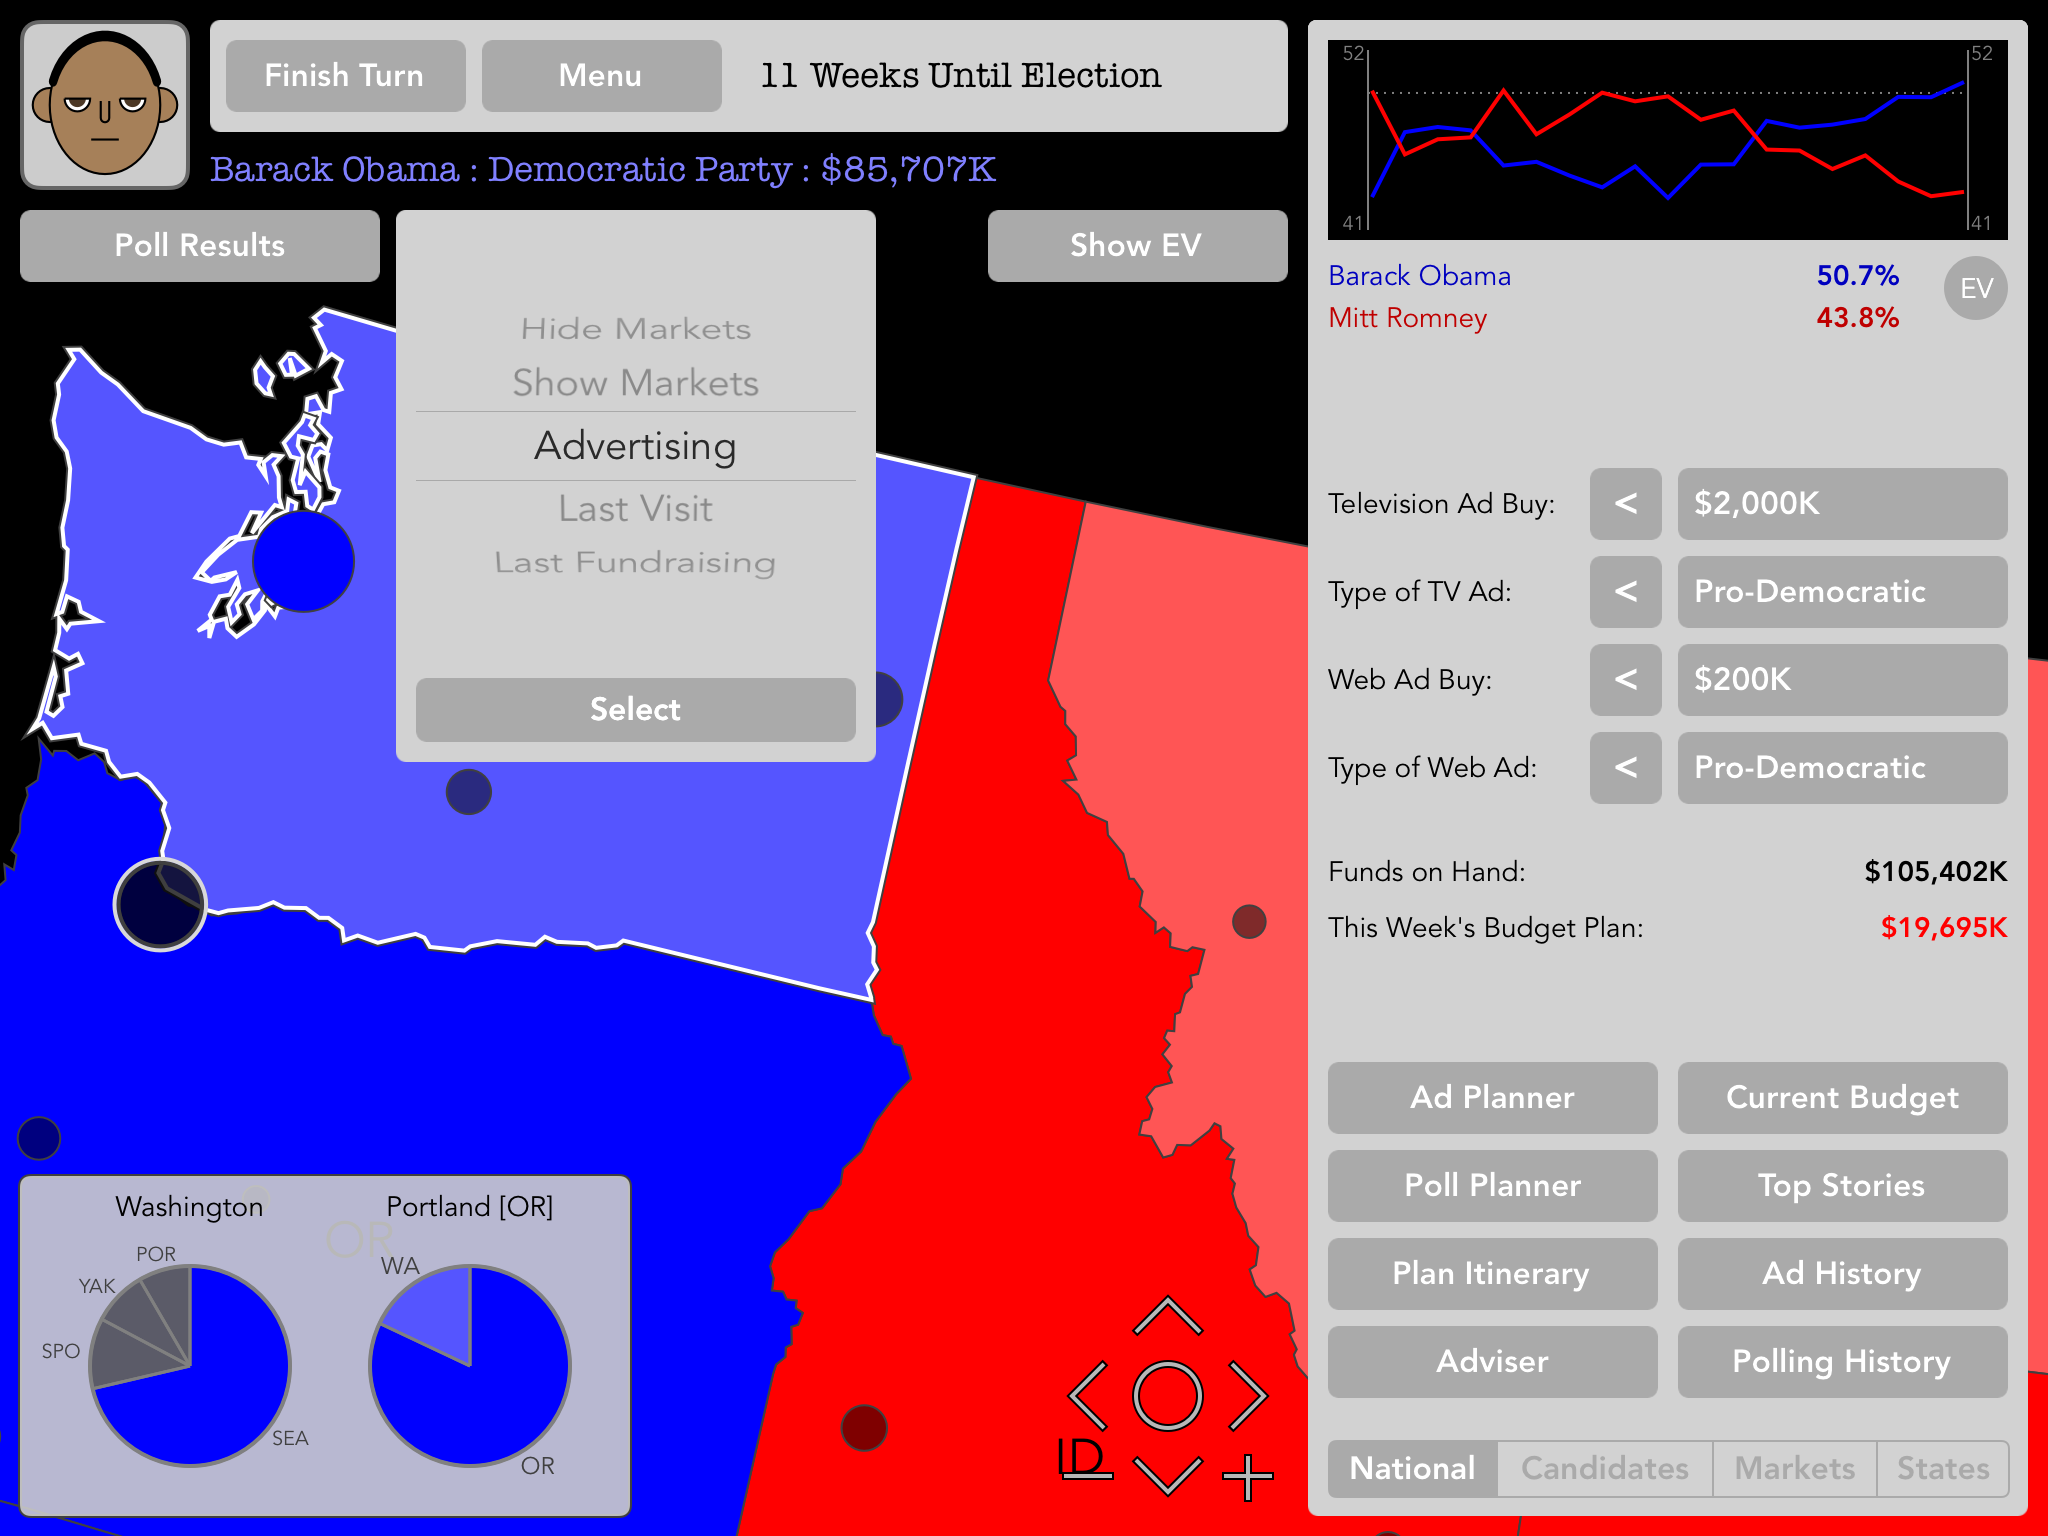 Finish Turn
Menu
11 Weeks Until Election
Barack Obama : Democratic Party : $85,707K
Poll Results
Hide Markets
Show Markets
Advertising
Last Visit
Last Fundraising
Select
Show EV
52
52
41
41
Barack Obama
50.7%
Mitt Romney
43.8%
EV
Television Ad Buy:
<
$2,000K
Type of TV Ad:
<
Pro-Democratic
Web Ad Buy:
<
$200K
Type of Web Ad:
<
Pro-Democratic
Funds on Hand:
$105,402K
This Week's Budget Plan:
$19,695K
Ad Planner
Current Budget
Poll Planner
Top Stories
Plan Itinerary
Ad History
Adviser
Polling History
National
Candidates
Markets
States
Washington
Portland [OR]
OR
POR
YAK
SPO
SEA
WA
OR
ID